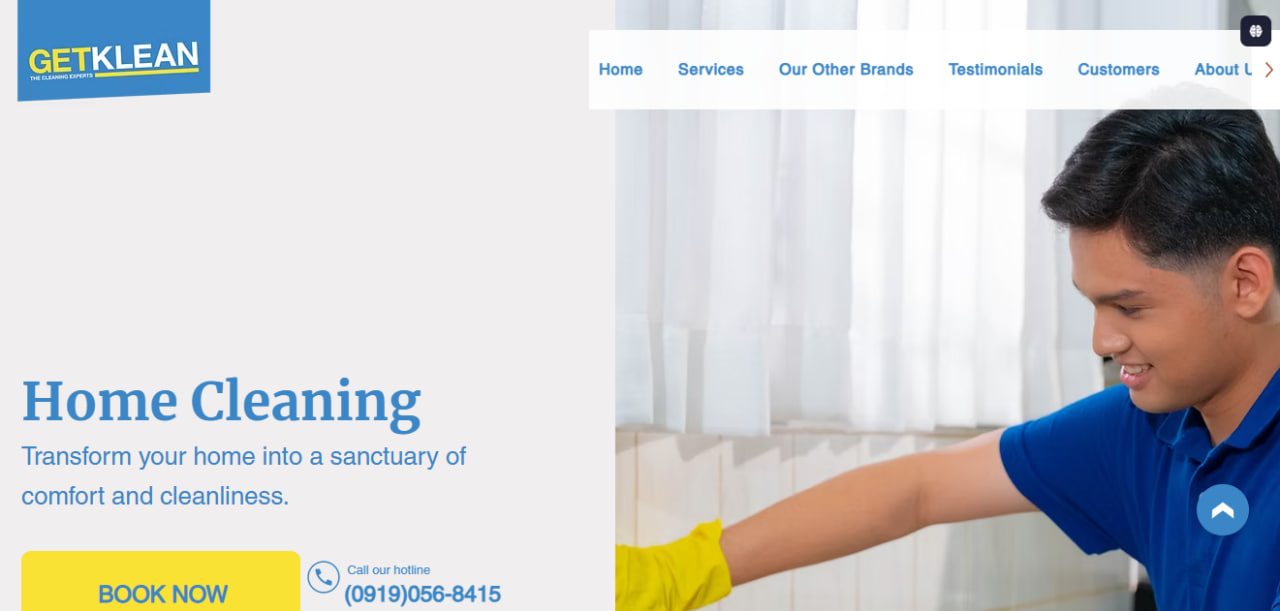 GETKLEAN
THE CLEANING EXPERTS
Home Services Our Other Brands Testimonials Customers About U
Home Cleaning
Transform your home into a sanctuary of
comfort and cleanliness.
BOOK NOW
Call our hotline
(0919)056-8415